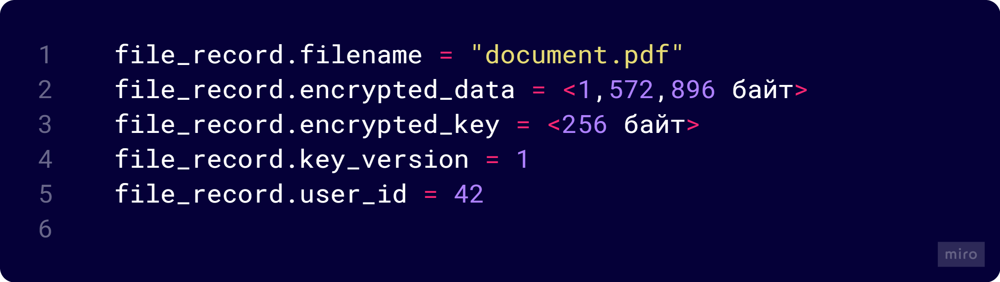 1 file_record.filename = "document.pdf"
2 file_record.encrypted_data = <1,572,896 байт>
3 file_record.encrypted_key = <256 байт>
4 file_record.key_version = 1
5 file_record.user_id = 42
6
miro